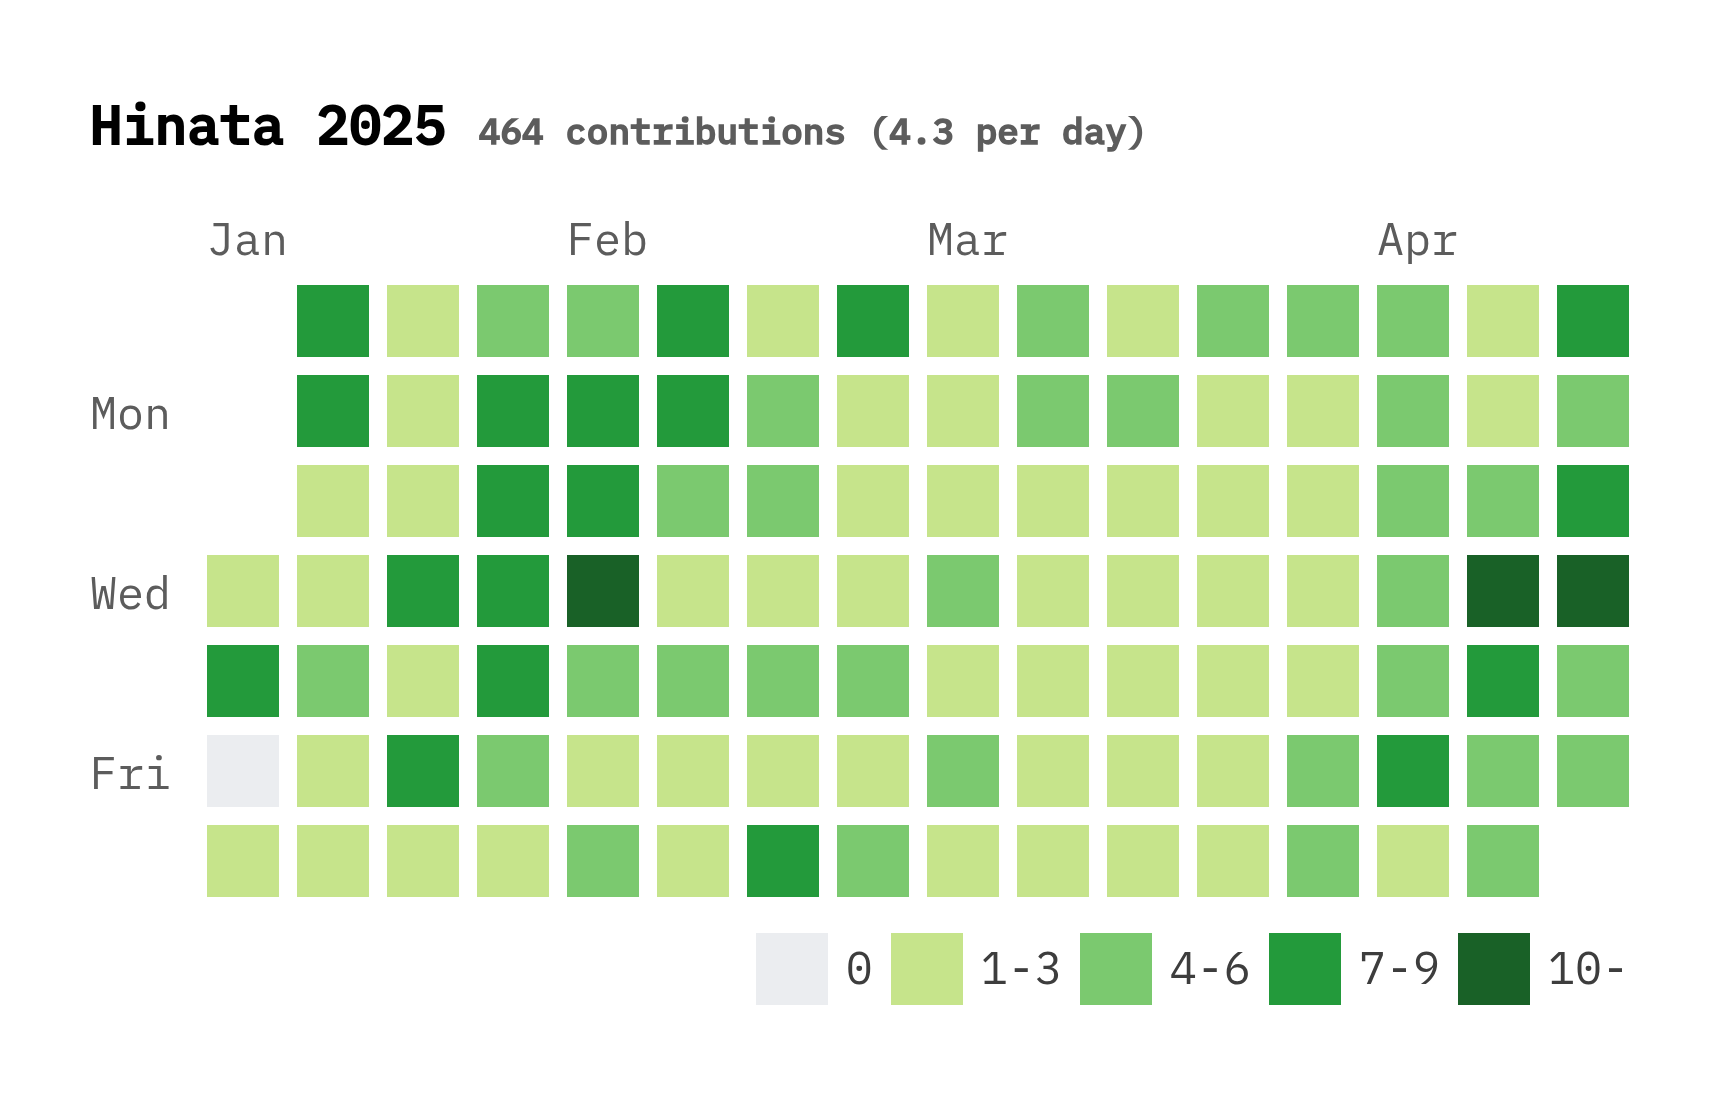 Hinata 2025 464 contributions (4.3 per day)
Jan Feb Mar Apr
Mon
Wed
Fri
0 1-3 4-6 7-9 10-